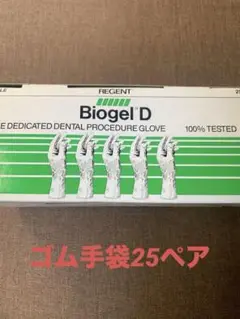 REGENT
Biogel D
E DEDICATED DENTAL PROCEDURE GLOVE 100% TESTED
ゴム手袋25ペア